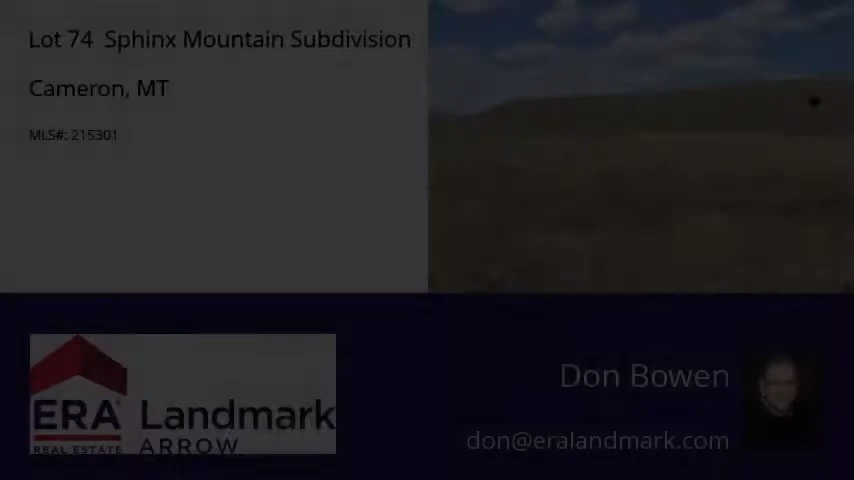 Lot 74 Sphinx Mountain Subdivision
Cameron, MT
MLS#: 215301
ERA Landmark
REAL ESTATE ARROW
Don Bowen
don@eralandmark.com